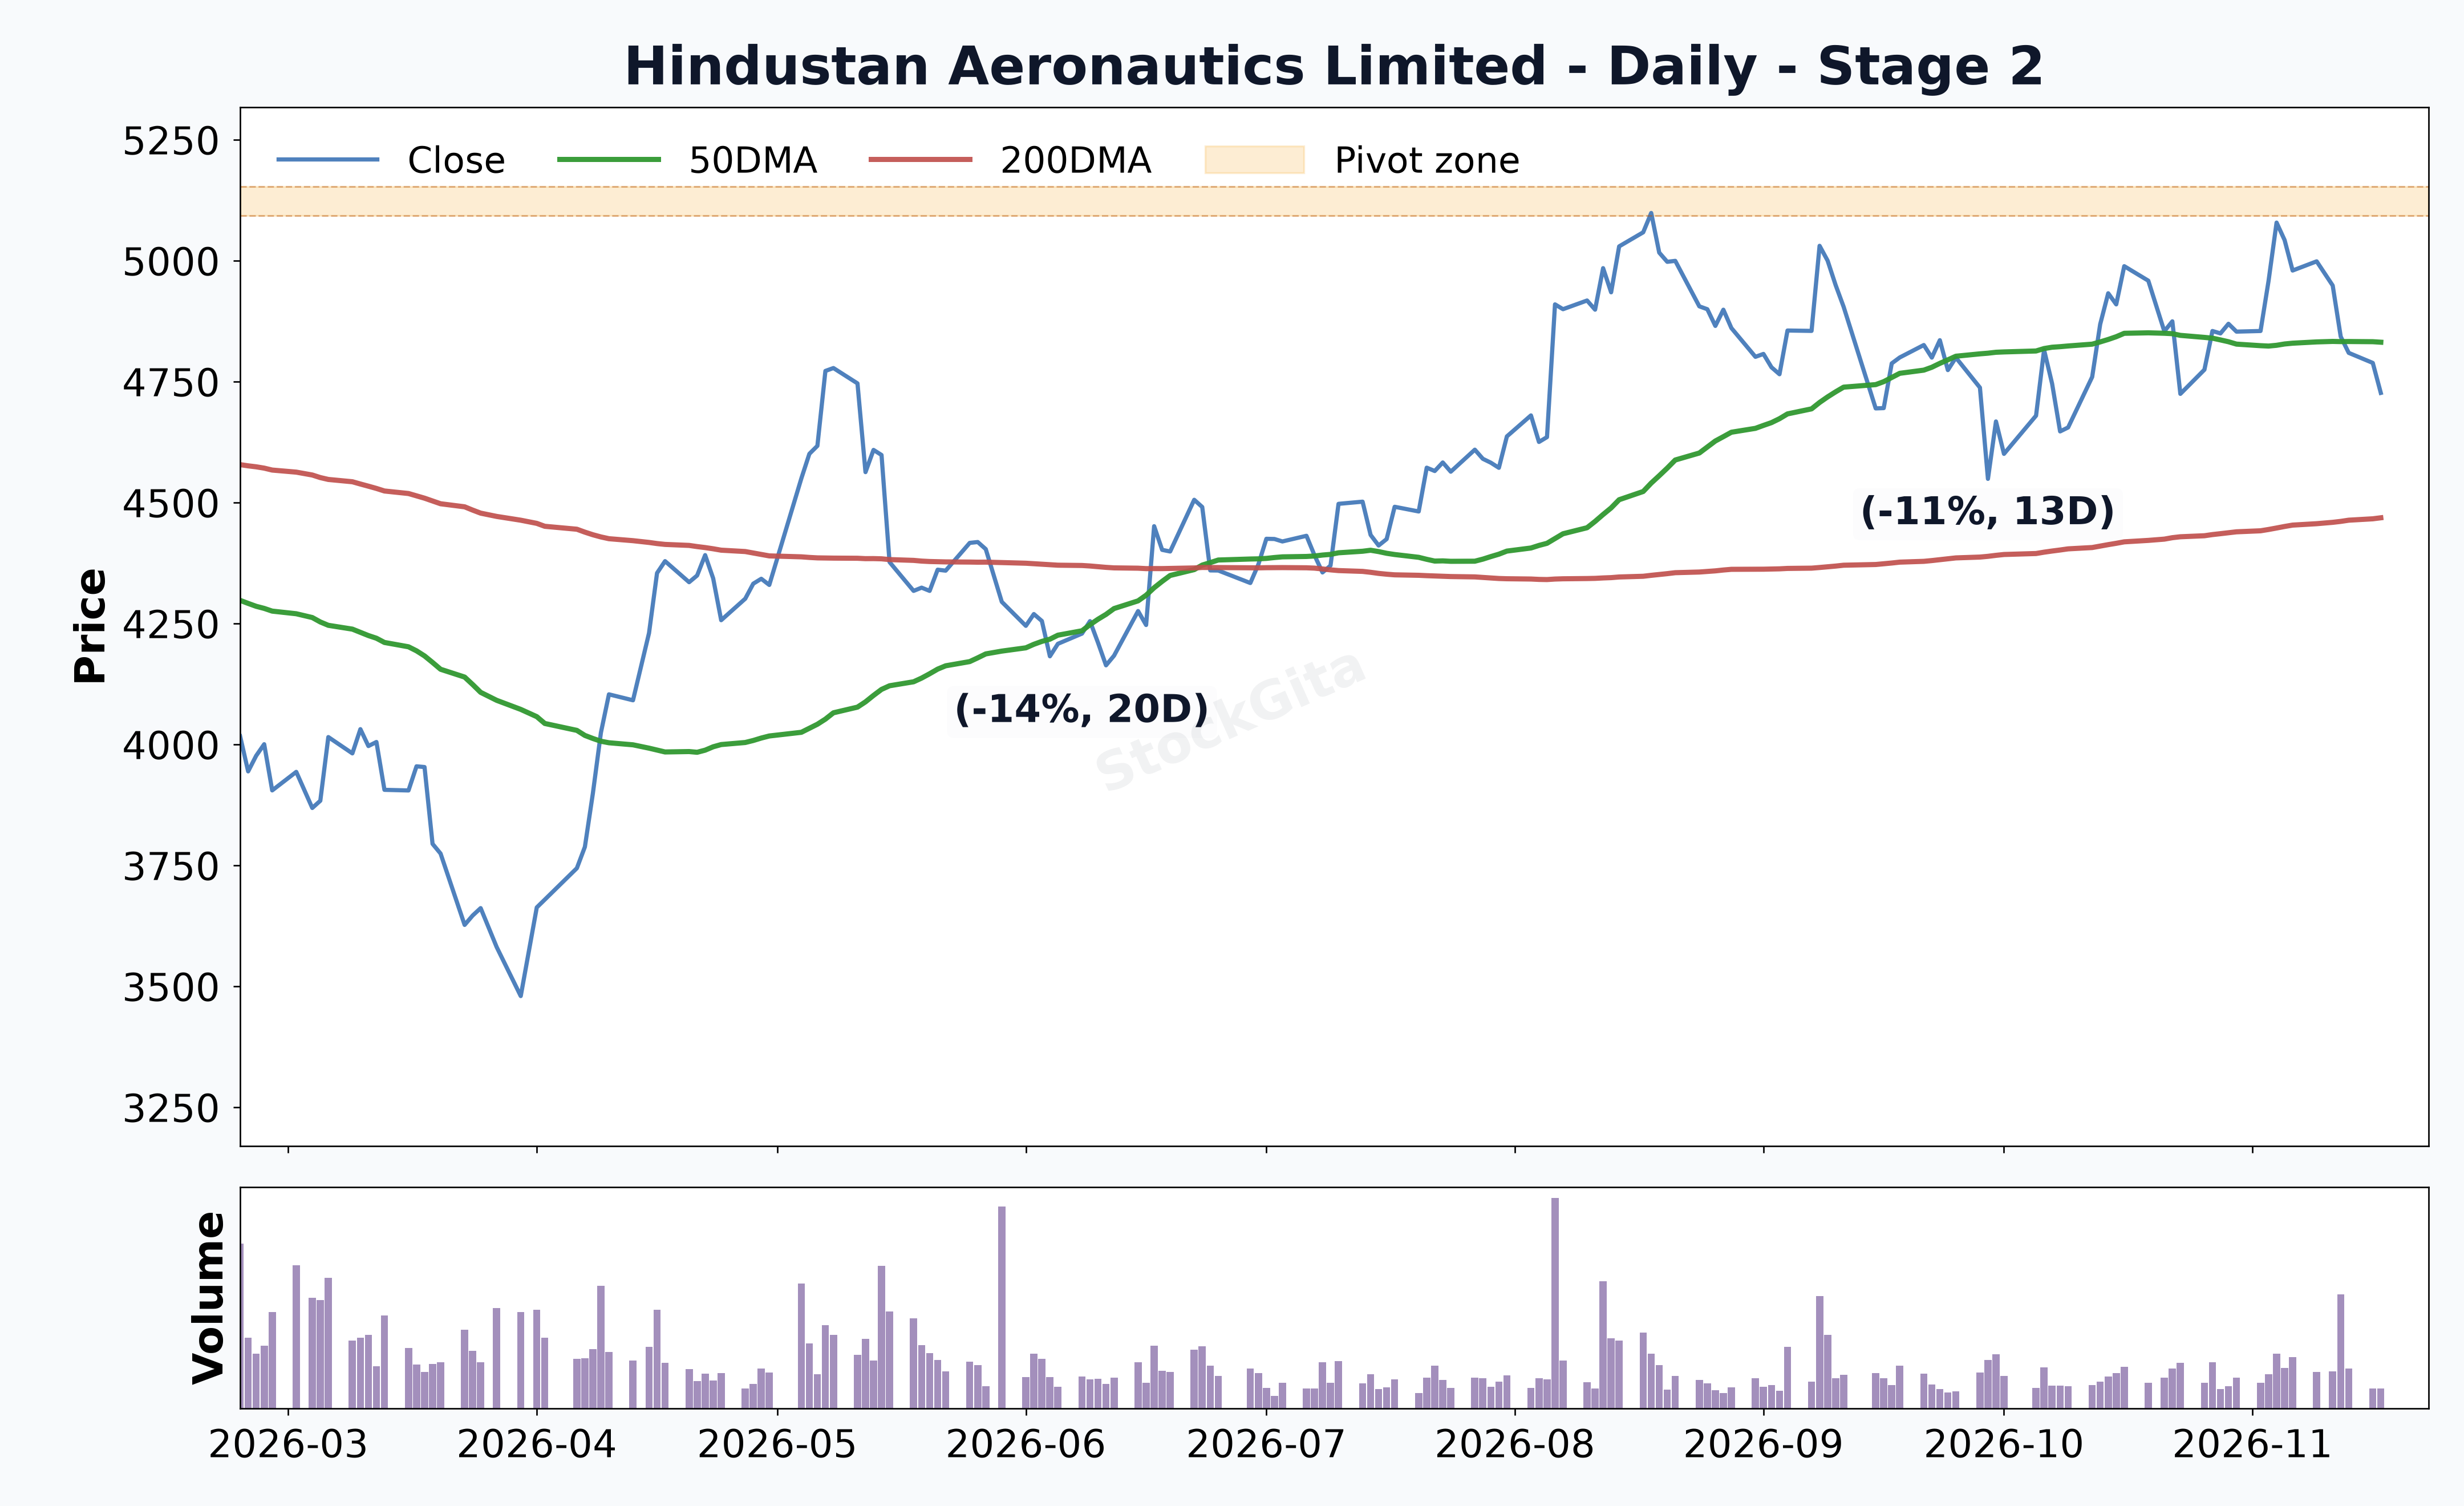 Hindustan Aeronautics Limited - Daily - Stage 2
Close 50DMA 200DMA Pivot zone
5250
5000
4750
4500
4250
4000
3750
3500
3250
Price
(-11%, 13D)
(-14%, 20D)
StockGita
Volume
2026-03 2026-04 2026-05 2026-06 2026-07 2026-08 2026-09 2026-10 2026-11